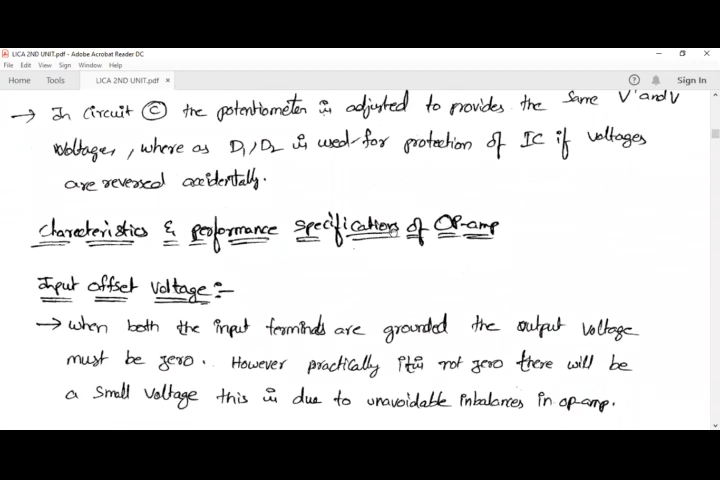 LICA 2ND UNIT.pdf - Adobe Acrobat Reader DC
File Edit View Sign Window Help
Home Tools LICA 2ND UNIT.pdf × Sign In
→ In circuit (C) the potentiometer is adjusted to provides the same V⁺ and V⁻
voltages, where as D1, D2 is used for protection of IC if voltages
are reversed accidentally.
Charecteristics & performance specifications of OP-amp
Input offset voltage :-
→ when both the input terminals are grounded the output voltage
must be zero. However practically it is not zero there will be
a small voltage this is due to unavoidable inbalances in op-amp.